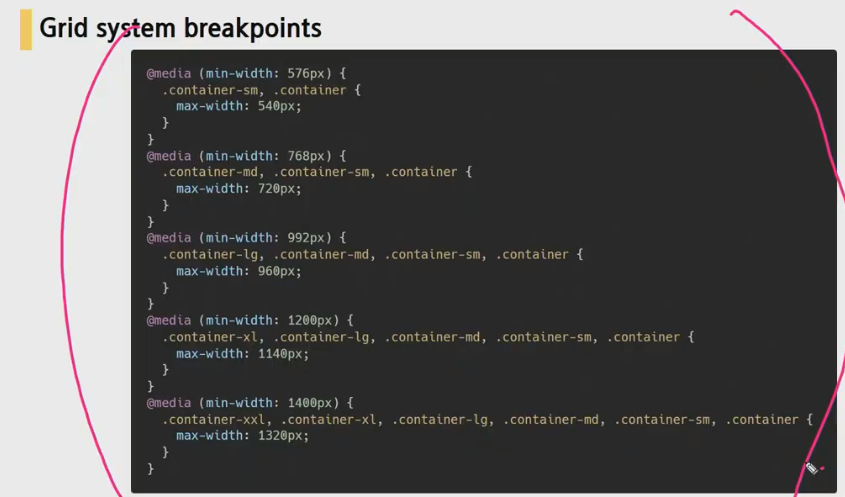 Grid system breakpoints
@media (min-width: 576px) {
  .container-sm, .container {
    max-width: 540px;
  }
}
@media (min-width: 768px) {
  .container-md, .container-sm, .container {
    max-width: 720px;
  }
}
@media (min-width: 992px) {
  .container-lg, .container-md, .container-sm, .container {
    max-width: 960px;
  }
}
@media (min-width: 1200px) {
  .container-xl, .container-lg, .container-md, .container-sm, .container {
    max-width: 1140px;
  }
}
@media (min-width: 1400px) {
  .container-xxl, .container-xl, .container-lg, .container-md, .container-sm, .container {
    max-width: 1320px;
  }
}